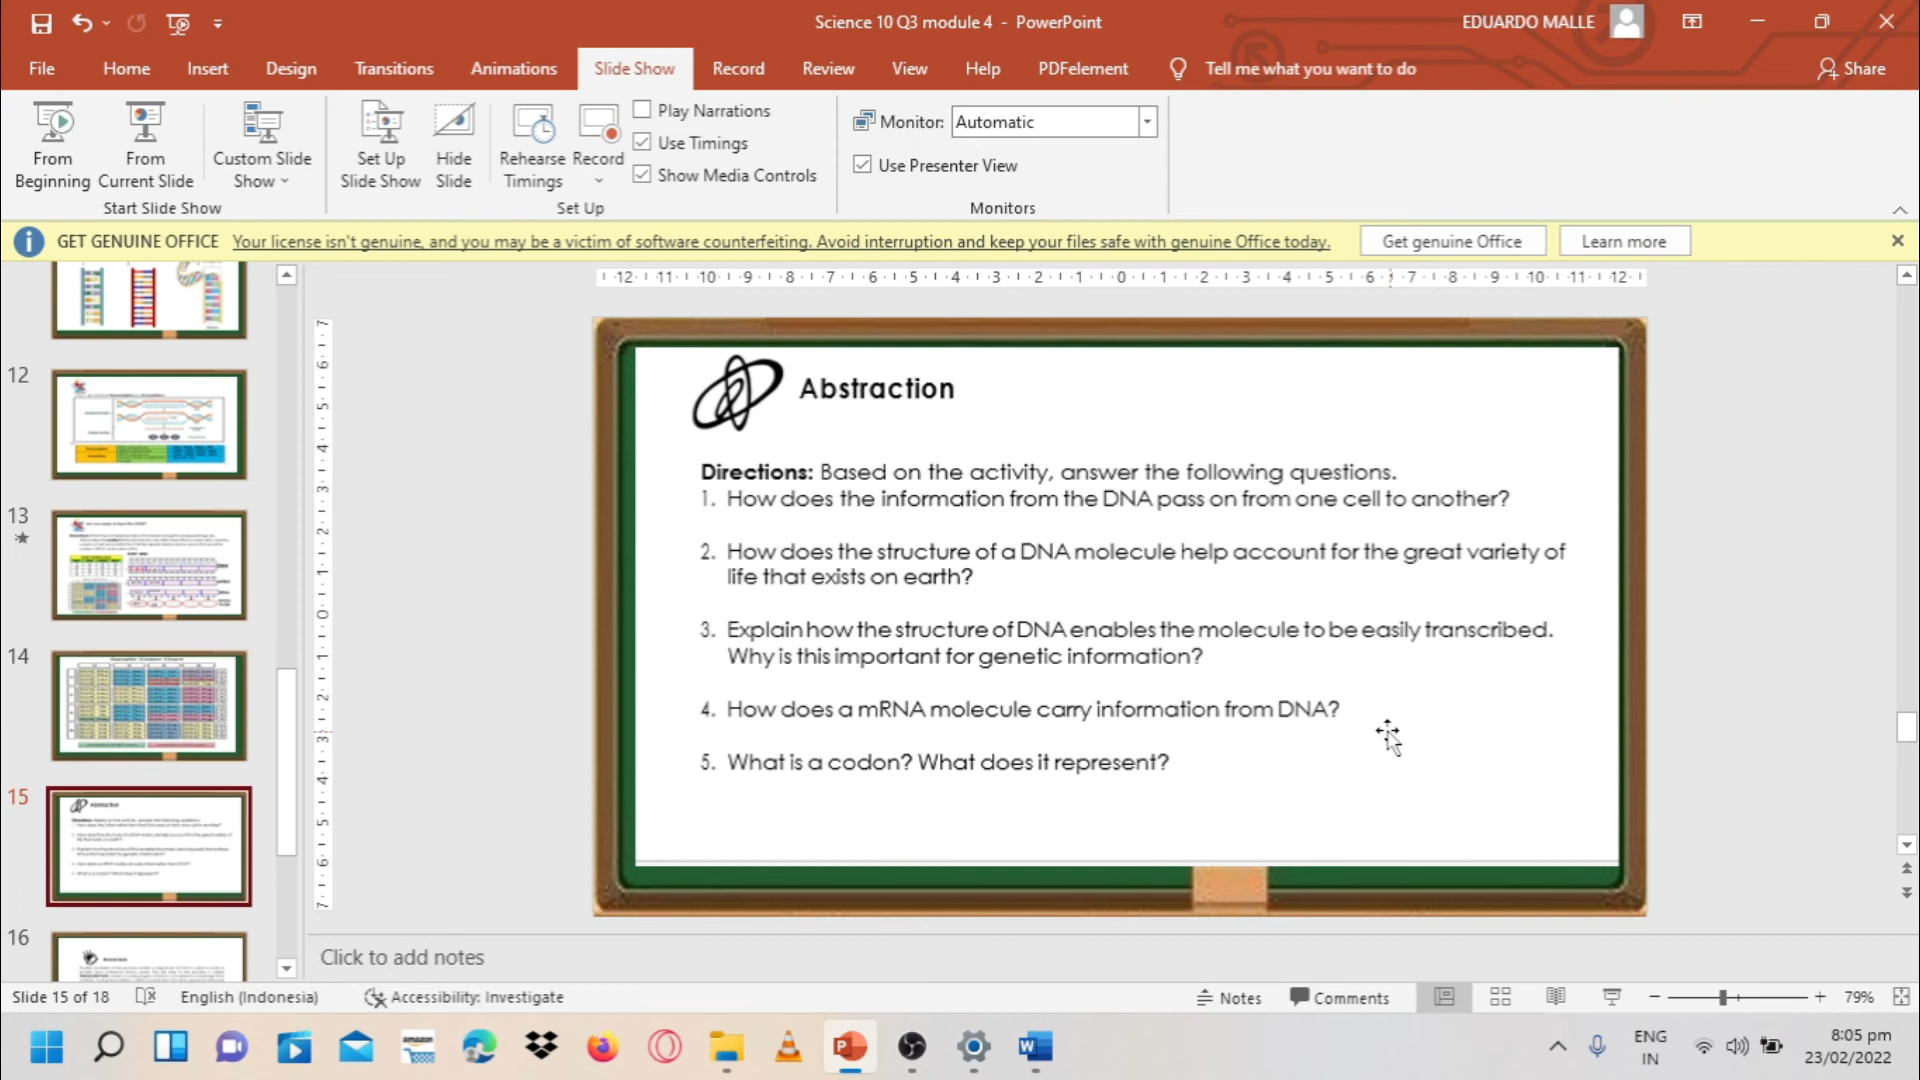 Science 10 Q3 module 4 - PowerPoint
EDUARDO MALLE
File Home Insert Design Transitions Animations Slide Show Record Review View Help PDFelement Tell me what you want to do Share
From Beginning
From Current Slide
Custom Slide Show
Set Up Slide Show
Hide Slide
Rehearse Timings
Record
Play Narrations
Use Timings
Show Media Controls
Monitor: Automatic
Use Presenter View
Start Slide Show
Set Up
Monitors
GET GENUINE OFFICE Your license isn't genuine, and you may be a victim of software counterfeiting. Avoid interruption and keep your files safe with genuine Office today. Get genuine Office Learn more
12
13
14
15
16
Abstraction
Directions: Based on the activity, answer the following questions.
1. How does the information from the DNA pass on from one cell to another?
2. How does the structure of a DNA molecule help account for the great variety of
life that exists on earth?
3. Explain how the structure of DNA enables the molecule to be easily transcribed.
Why is this important for genetic information?
4. How does a mRNA molecule carry information from DNA?
5. What is a codon? What does it represent?
Click to add notes
Slide 15 of 18 English (Indonesia) Accessibility: Investigate Notes Comments 79%
ENG
IN
8:05 pm
23/02/2022